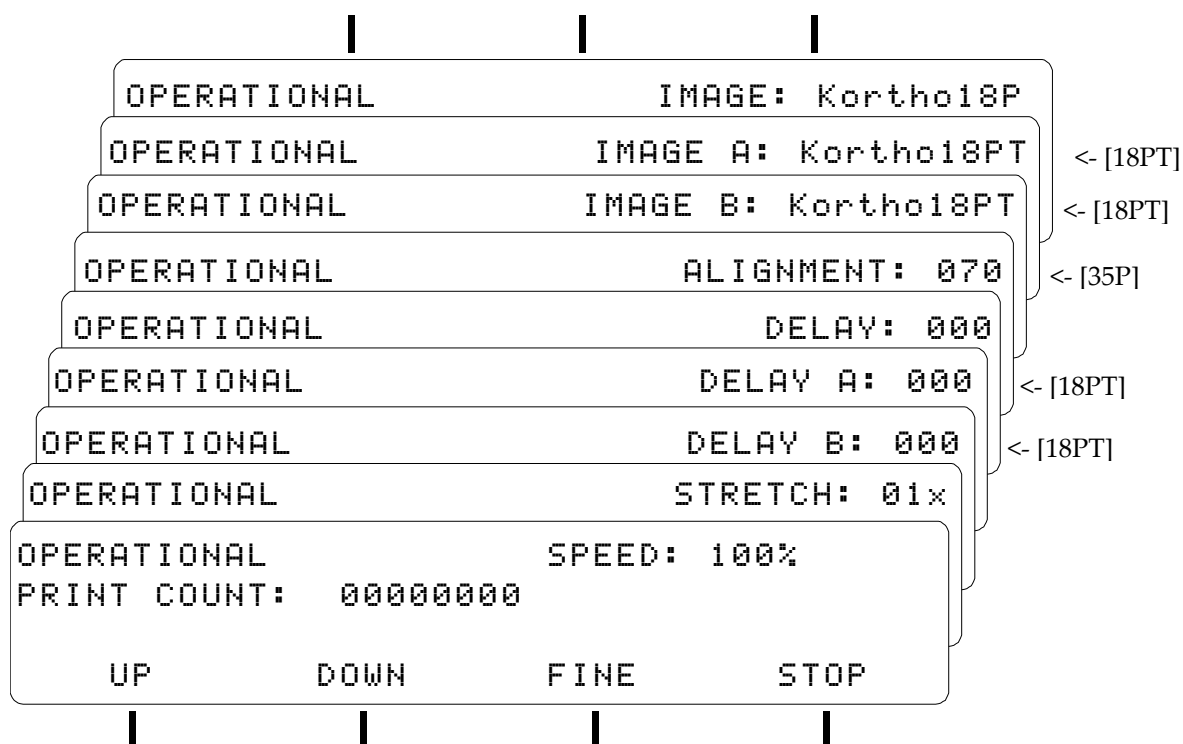 OPERATIONAL IMAGE: Kortho18P
OPERATIONAL IMAGE A: Kortho18PT <- [18PT]
OPERATIONAL IMAGE B: Kortho18PT <- [18PT]
OPERATIONAL ALIGNMENT: 070 <- [35P]
OPERATIONAL DELAY: 000
OPERATIONAL DELAY A: 000 <- [18PT]
OPERATIONAL DELAY B: 000 <- [18PT]
OPERATIONAL STRETCH: 01x
OPERATIONAL SPEED: 100%
PRINT COUNT: 00000000
UP DOWN FINE STOP